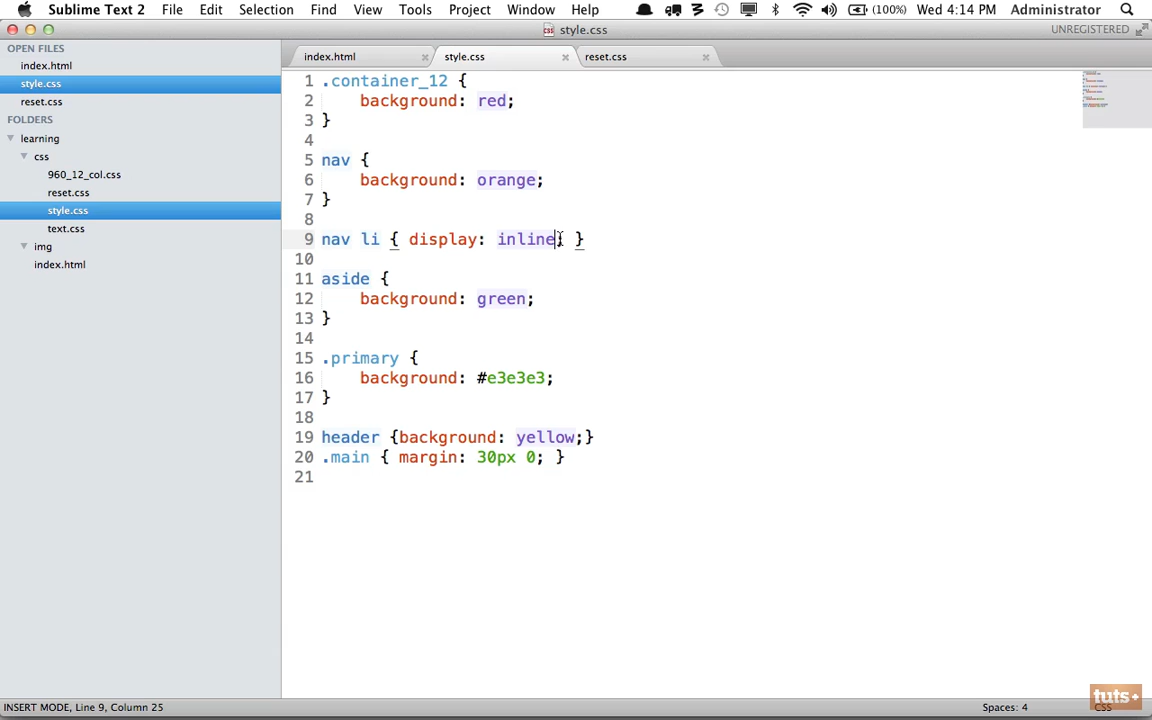 Sublime Text 2 File Edit Selection Find View Tools Project Window Help (100%) Wed 4:14 PM Administrator
style.css UNREGISTERED
OPEN FILES
index.html
style.css
reset.css
FOLDERS
learning
css
960_12_col.css
reset.css
style.css
text.css
img
index.html
index.html style.css reset.css
1 .container_12 {
2 background: red;
3 }
4
5 nav {
6 background: orange;
7 }
8
9 nav li { display: inline; }
10
11 aside {
12 background: green;
13 }
14
15 .primary {
16 background: #e3e3e3;
17 }
18
19 header {background: yellow;}
20 .main { margin: 30px 0; }
21
INSERT MODE, Line 9, Column 25 Spaces: 4 CSS
tuts+